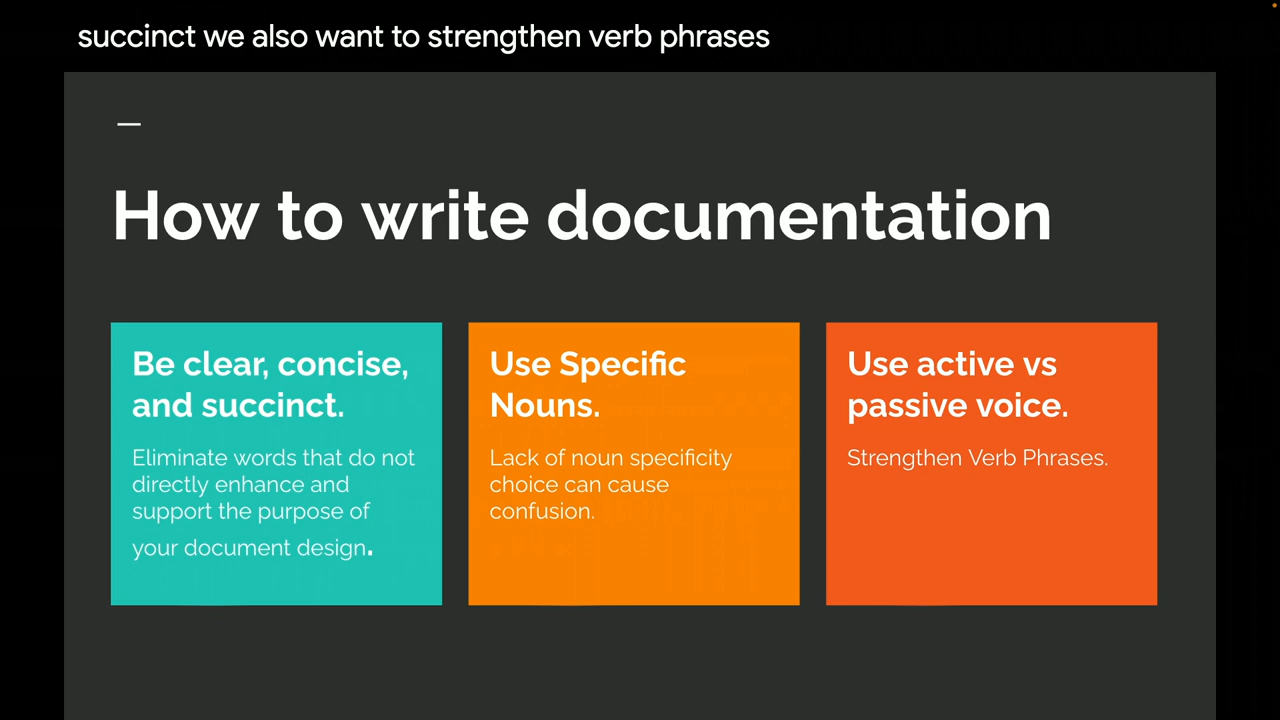 succinct we also want to strengthen verb phrases
How to write documentation
Be clear, concise,
and succinct.
Eliminate words that do not
directly enhance and
support the purpose of
your document design.
Use Specific
Nouns.
Lack of noun specificity
choice can cause
confusion.
Use active vs
passive voice.
Strengthen Verb Phrases.